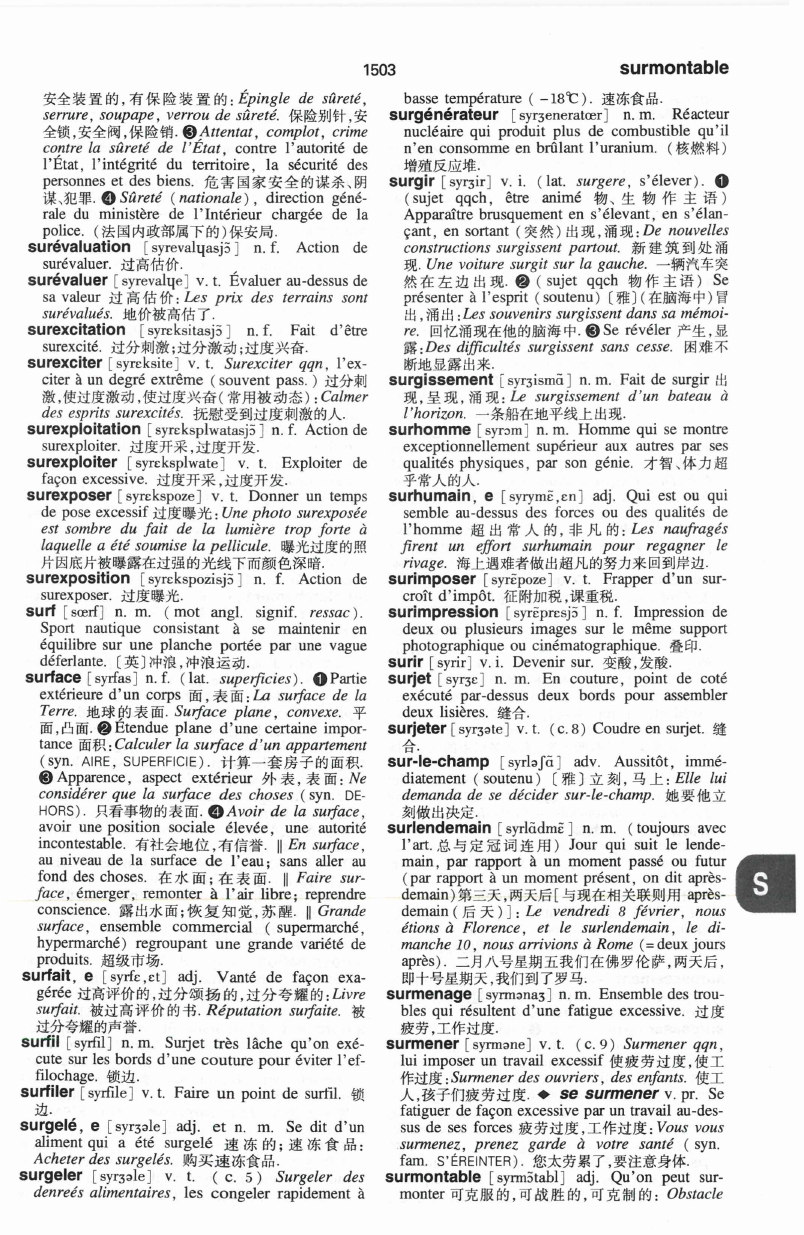 1503
surmontable
安全装置的,有保险装置的: Épingle de sûreté,
serrure, soupape, verrou de sûreté. 保险别针,安
全锁,安全阀,保险销. ❸ Attentat, complot, crime
contre la sûreté de l'État, contre l'autorité de
l'État, l'intégrité du territoire, la sécurité des
personnes et des biens. 危害国家安全的谋杀、阴
谋、犯罪. ❹ Sûreté (nationale), direction géné-
rale du ministère de l'Intérieur chargée de la
police. (法国内政部属下的)保安局.
surévaluation [syrevalɥasjɔ̃] n.f. Action de
surévaluer. 过高估价.
surévaluer [syrevalɥe] v.t. Évaluer au-dessus de
sa valeur 过高估价: Les prix des terrains sont
surévalués. 地价被高估了.
surexcitation [syrɛksitasjɔ̃] n.f. Fait d'être
surexcité. 过分刺激;过分激动;过度兴奋.
surexciter [syrɛksite] v.t. Surexciter qqn, l'ex-
citer à un degré extrême (souvent pass.) 过分刺
激,使过度激动,使过度兴奋(常用被动态): Calmer
des esprits surexcités. 抚慰受到过度刺激的人.
surexploitation [syrɛksplwatasjɔ̃] n.f. Action de
surexploiter. 过度开采,过度开发.
surexploiter [syrɛksplwate] v.t. Exploiter de
façon excessive. 过度开采,过度开发.
surexposer [syrɛkspoze] v.t. Donner un temps
de pose excessif 过度曝光: Une photo surexposée
est sombre du fait de la lumière trop forte à
laquelle a été soumise la pellicule. 曝光过度的照
片因底片被曝露在过强的光线下而颜色深暗.
surexposition [syrɛkspozisjɔ̃] n.f. Action de
surexposer. 过度曝光.
surf [sœrf] n.m. (mot angl. signif. ressac).
Sport nautique consistant à se maintenir en
équilibre sur une planche portée par une vague
déferlante. [英]冲浪,冲浪运动.
surface [syrfas] n.f. (lat. superficies). ❶ Partie
extérieure d'un corps 面,表面: La surface de la
Terre. 地球的表面. Surface plane, convexe. 平
面,凸面. ❷ Étendue plane d'une certaine impor-
tance 面积: Calculer la surface d'un appartement
(syn. AIRE, SUPERFICIE). 计算一套房子的面积.
❸ Apparence, aspect extérieur 外表,表面: Ne
considérer que la surface des choses (syn. DE-
HORS). 只看事物的表面. ❹ Avoir de la surface,
avoir une position sociale élevée, une autorité
incontestable. 有社会地位,有信誉. ‖ En surface,
au niveau de la surface de l'eau; sans aller au
fond des choses. 在水面;在表面. ‖ Faire sur-
face, émerger, remonter à l'air libre; reprendre
conscience. 露出水面;恢复知觉,苏醒. ‖ Grande
surface, ensemble commercial (supermarché,
hypermarché) regroupant une grande variété de
produits. 超级市场.
surfait, e [syrfɛ,ɛt] adj. Vanté de façon exa-
gérée 过高评价的,过分颂扬的,过分夸耀的: Livre
surfait. 被过高评价的书. Réputation surfaite. 被
过分夸耀的声誉.
surfil [syrfil] n.m. Surjet très lâche qu'on exé-
cute sur les bords d'une couture pour éviter l'ef-
filochage. 锁边.
surfiler [syrfile] v.t. Faire un point de surfil. 锁
边.
surgelé, e [syrʒəle] adj. et n.m. Se dit d'un
aliment qui a été surgelé 速冻的; 速冻食品:
Acheter des surgelés. 购买速冻食品.
surgeler [syrʒəle] v.t. (c. 5) Surgeler des
denreés alimentaires, les congeler rapidement à
basse température (-18℃). 速冻食品.
surgénérateur [syrʒeneratœr] n.m. Réacteur
nucléaire qui produit plus de combustible qu'il
n'en consomme en brûlant l'uranium. (核燃料)
增殖反应堆.
surgir [syrʒir] v.i. (lat. surgere, s'élever). ❶
(sujet qqch, être animé 物、生物作主语)
Apparaître brusquement en s'élevant, en s'élan-
çant, en sortant (突然)出现,涌现: De nouvelles
constructions surgissent partout. 新建筑到处涌
现. Une voiture surgit sur la gauche. 一辆汽车突
然在左边出现. ❷ (sujet qqch 物作主语) Se
présenter à l'esprit (soutenu) [雅](在脑海中)冒
出,涌出: Les souvenirs surgissent dans sa mémoi-
re. 回忆涌现在他的脑海中. ❸ Se révéler 产生,显
露: Des difficultés surgissent sans cesse. 困难不
断地显露出来.
surgissement [syrʒismɑ̃] n.m. Fait de surgir 出
现,呈现,涌现: Le surgissement d'un bateau à
l'horizon. 一条船在地平线上出现.
surhomme [syrɔm] n.m. Homme qui se montre
exceptionnellement supérieur aux autres par ses
qualités physiques, par son génie. 才智、体力超
乎常人的人.
surhumain, e [syrymɛ̃,ɛn] adj. Qui est ou qui
semble au-dessus des forces ou des qualités de
l'homme 超出常人的,非凡的: Les naufragés
firent un effort surhumain pour regagner le
rivage. 海上遇难者做出超凡的努力来回到岸边.
surimposer [syrɛ̃poze] v.t. Frapper d'un sur-
croît d'impôt. 征附加税,课重税.
surimpression [syrɛ̃prɛsjɔ̃] n.f. Impression de
deux ou plusieurs images sur le même support
photographique ou cinématographique. 叠印.
surir [syrir] v.i. Devenir sur. 变酸,发酸.
surjet [syrʒɛ] n.m. En couture, point de coté
exécuté par-dessus deux bords pour assembler
deux lisières. 缝合.
surjeter [syrʒəte] v.t. (c.8) Coudre en surjet. 缝
合.
sur-le-champ [syrləʃɑ̃] adv. Aussitôt, immé-
diatement (soutenu) [雅]立刻,马上: Elle lui
demanda de se décider sur-le-champ. 她要他立
刻做出决定.
surlendemain [syrlɑ̃dmɛ̃] n.m. (toujours avec
l'art. 总与定冠词连用) Jour qui suit le lende-
main, par rapport à un moment passé ou futur
(par rapport à un moment présent, on dit après-
demain)第三天,两天后[与现在相关联则用 après-
demain(后天)]: Le vendredi 8 février, nous
étions à Florence, et le surlendemain, le di-
manche 10, nous arrivions à Rome (= deux jours
après). 二月八号星期五我们在佛罗伦萨,两天后,
即十号星期天,我们到了罗马.
surmenage [syrmənaʒ] n.m. Ensemble des trou-
bles qui résultent d'une fatigue excessive. 过度
疲劳,工作过度.
surmener [syrməne] v.t. (c. 9) Surmener qqn,
lui imposer un travail excessif 使疲劳过度,使工
作过度: Surmener des ouvriers, des enfants. 使工
人,孩子们疲劳过度. ◆ se surmener v.pr. Se
fatiguer de façon excessive par un travail au-des-
sus de ses forces 疲劳过度,工作过度: Vous vous
surmenez, prenez garde à votre santé (syn.
fam. S'ÉREINTER). 您太劳累了,要注意身体.
surmontable [syrmɔ̃tabl] adj. Qu'on peut sur-
monter 可克服的,可战胜的,可克制的: Obstacle
S